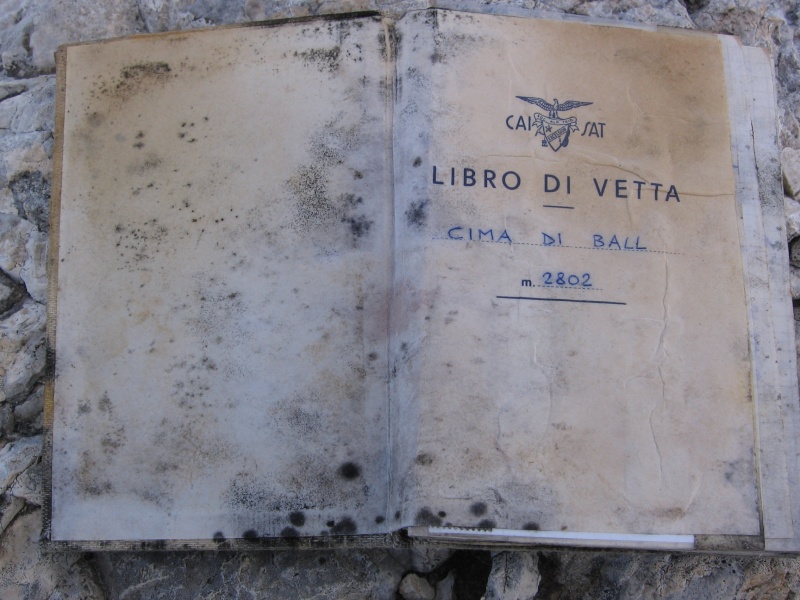 CAI SAT
LIBRO DI VETTA
CIMA DI BALL
m. 2802